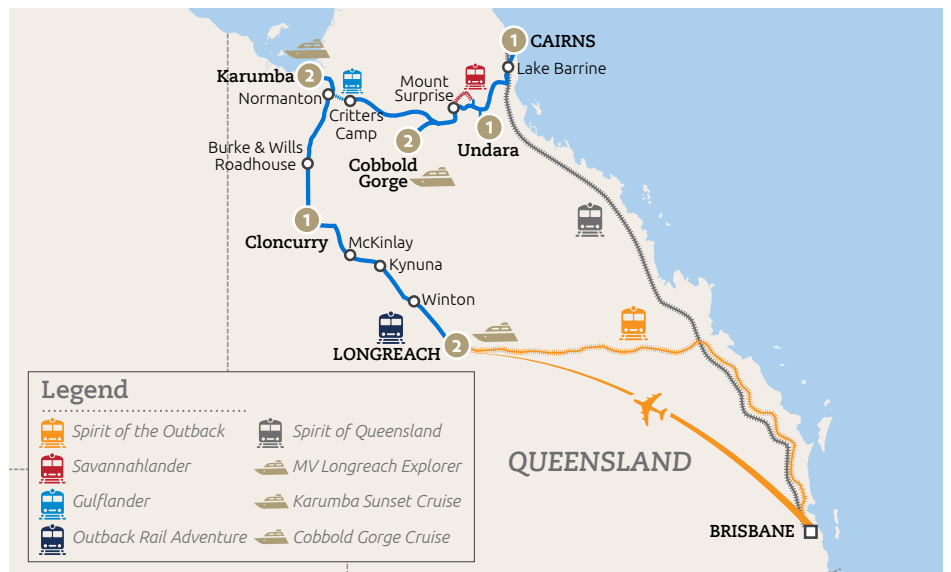 1 CAIRNS
Lake Barrine
Karumba 2
Normanton
Mount
Surprise
Critters
Camp
1
Undara
2
Cobbold
Gorge
Burke & Wills
Roadhouse
1
Cloncurry
McKinlay
Kynuna
Winton
LONGREACH 2
Legend
Spirit of the Outback
Spirit of Queensland
Savannahlander
MV Longreach Explorer
Gulflander
Karumba Sunset Cruise
Outback Rail Adventure
Cobbold Gorge Cruise
QUEENSLAND
BRISBANE